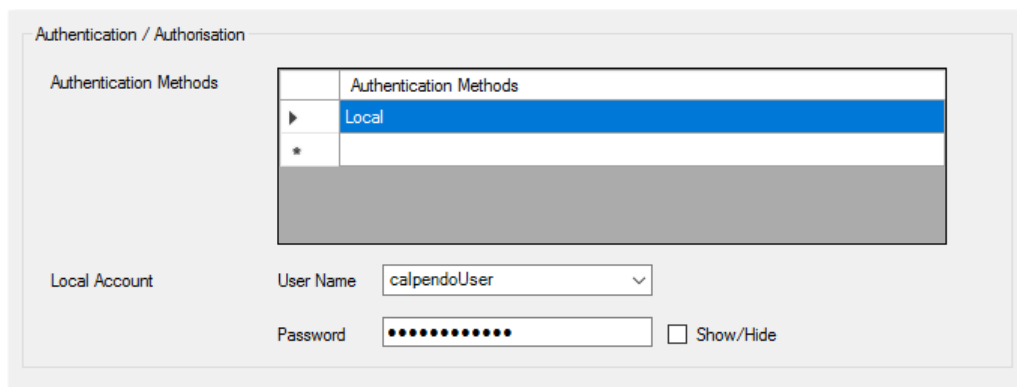 Authentication / Authorisation
Authentication Methods
Authentication Methods
Local
*
Local Account
User Name
calpendoUser
Password
●●●●●●●●●●●●
Show/Hide